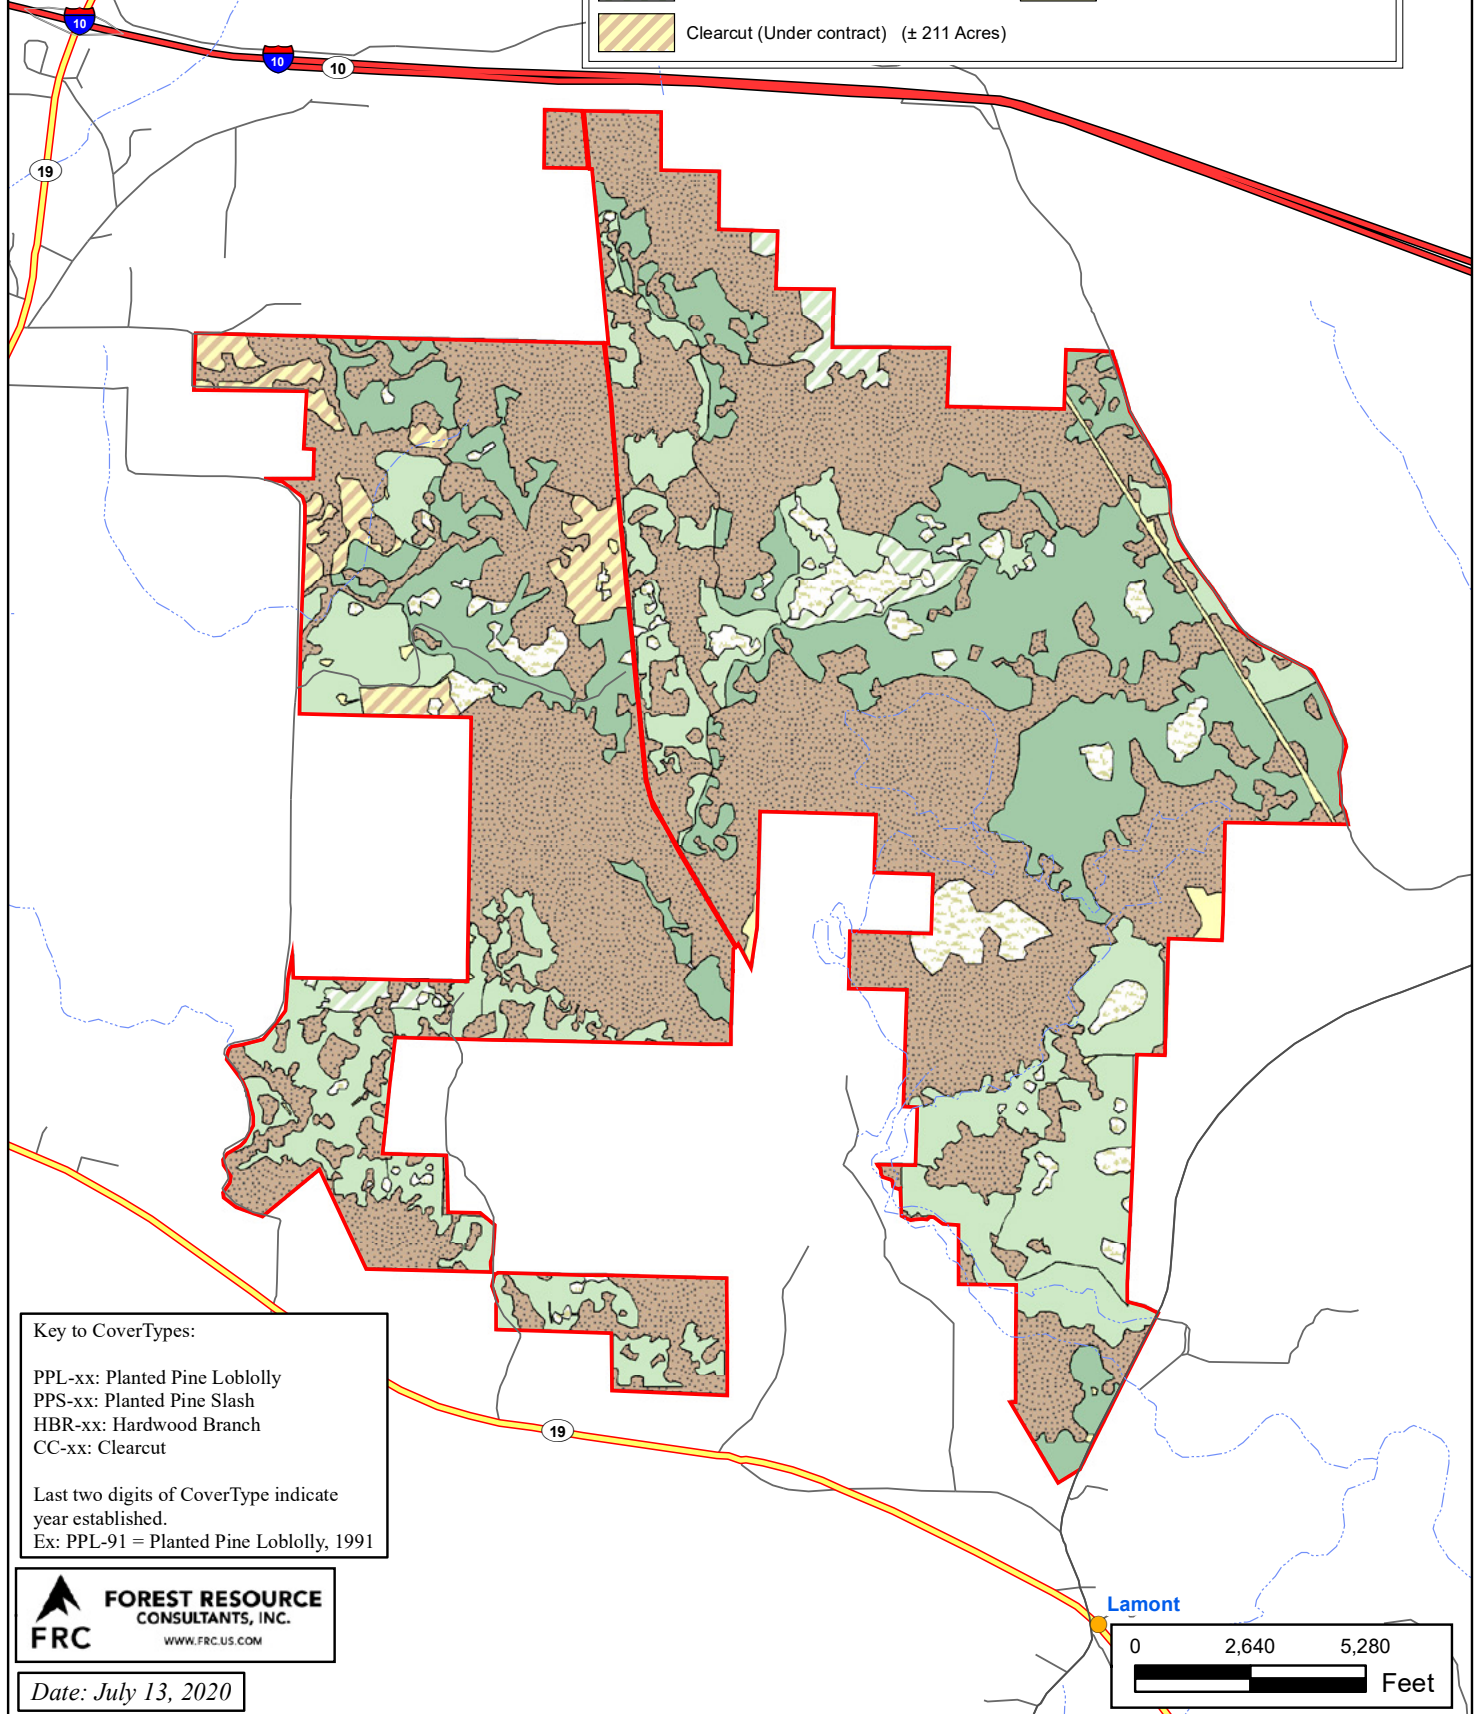 Clearcut (Under contract) (± 211 Acres)
10
10
10
19
Key to CoverTypes:
PPL-xx: Planted Pine Loblolly
PPS-xx: Planted Pine Slash
HBR-xx: Hardwood Branch
CC-xx: Clearcut
Last two digits of CoverType indicate
year established.
Ex: PPL-91 = Planted Pine Loblolly, 1991
19
FRC
FOREST RESOURCE
CONSULTANTS, INC.
WWW.FRC.US.COM
Lamont
0 2,640 5,280
Feet
Date: July 13, 2020